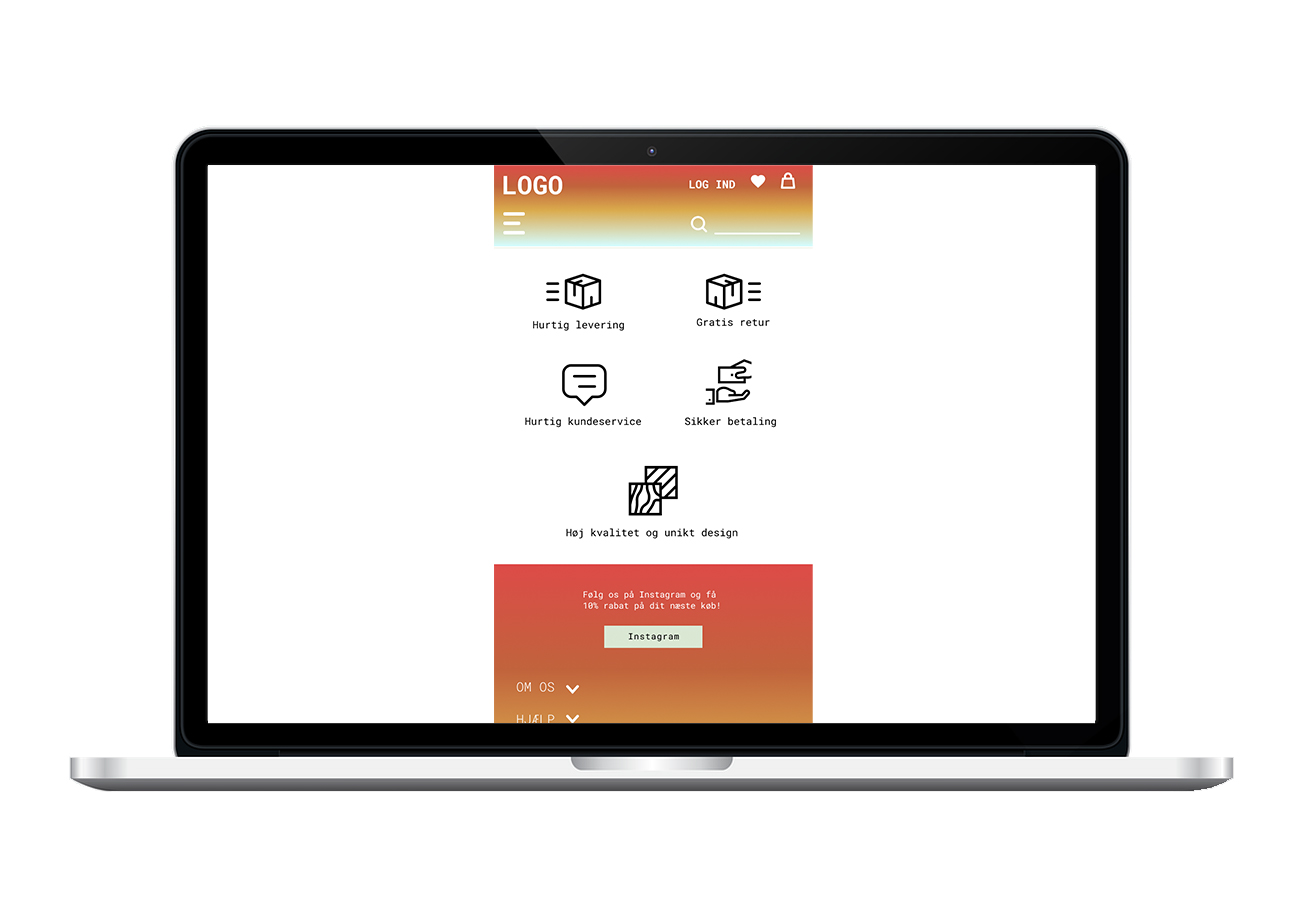 LOGO
LOG IND
Hurtig levering
Gratis retur
Hurtig kundeservice
Sikker betaling
Høj kvalitet og unikt design
Følg os på Instagram og få
10% rabat på dit næste køb!
Instagram
OM OS
HJÆLP